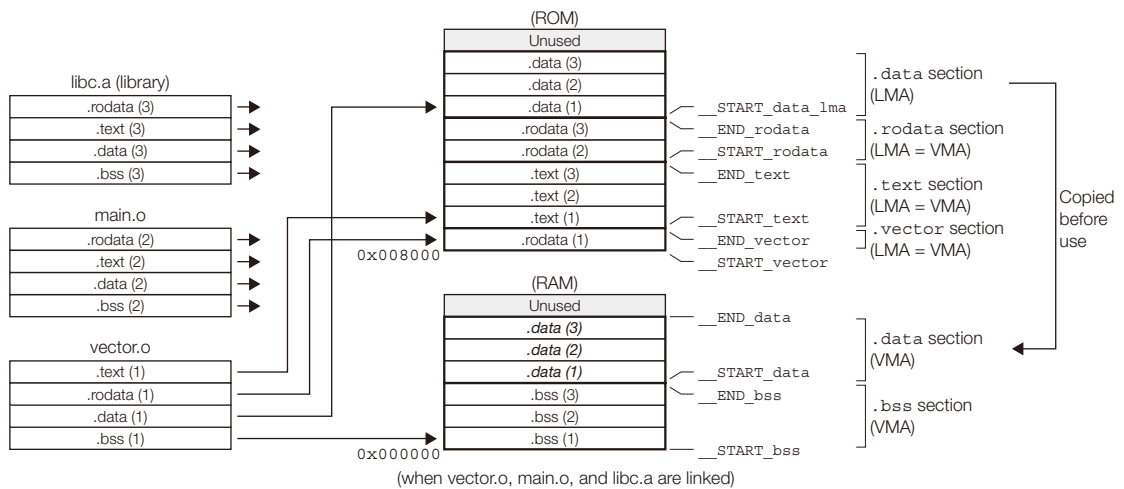 libc.a (library)
.rodata (3)
.text (3)
.data (3)
.bss (3)
main.o
.rodata (2)
.text (2)
.data (2)
.bss (2)
vector.o
.text (1)
.rodata (1)
.data (1)
.bss (1)
(ROM)
Unused
.data (3)
.data (2)
.data (1)
.rodata (3)
.rodata (2)
.text (3)
.text (2)
.text (1)
.rodata (1)
0x008000
__START_data_lma
__END_rodata
__START_rodata
__END_text
__START_text
__END_vector
__START_vector
.data section
(LMA)
.rodata section
(LMA = VMA)
.text section
(LMA = VMA)
.vector section
(LMA = VMA)
Copied
before
use
(RAM)
Unused
.data (3)
.data (2)
.data (1)
.bss (3)
.bss (2)
.bss (1)
0x000000
__END_data
__START_data
__END_bss
__START_bss
.data section
(VMA)
.bss section
(VMA)
(when vector.o, main.o, and libc.a are linked)